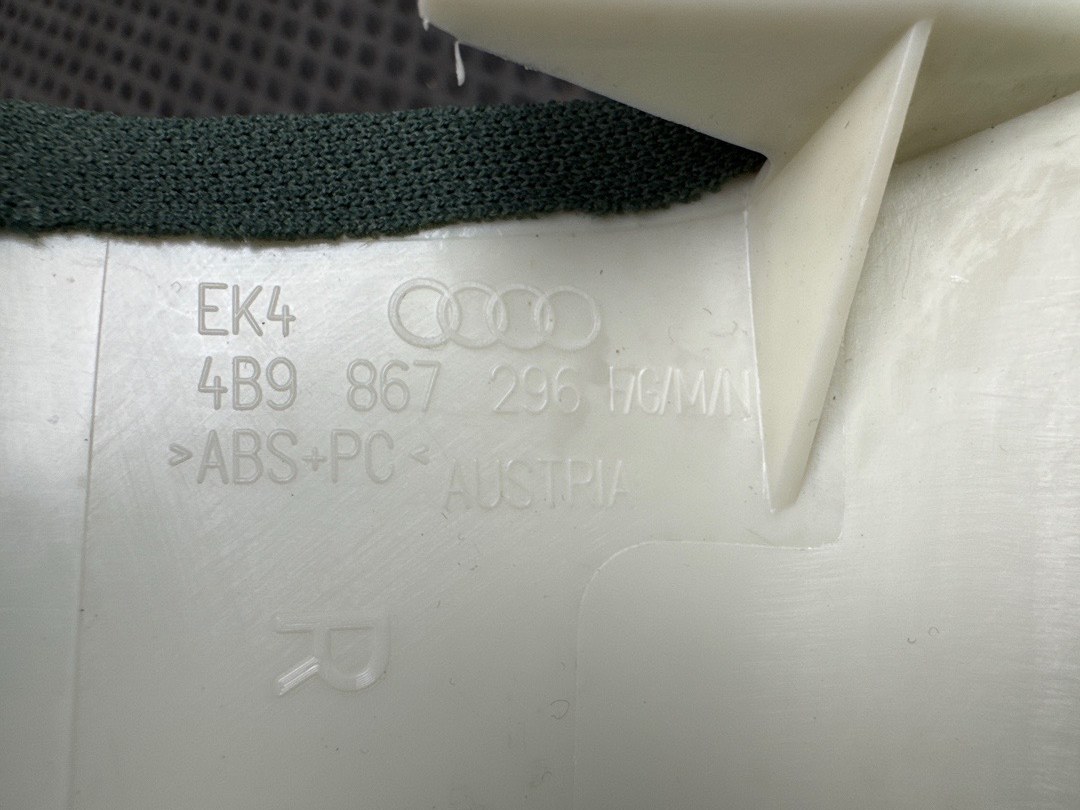 EK4
4B9 867 296 F/G/M/N
>ABS+PC<
AUSTRIA
R